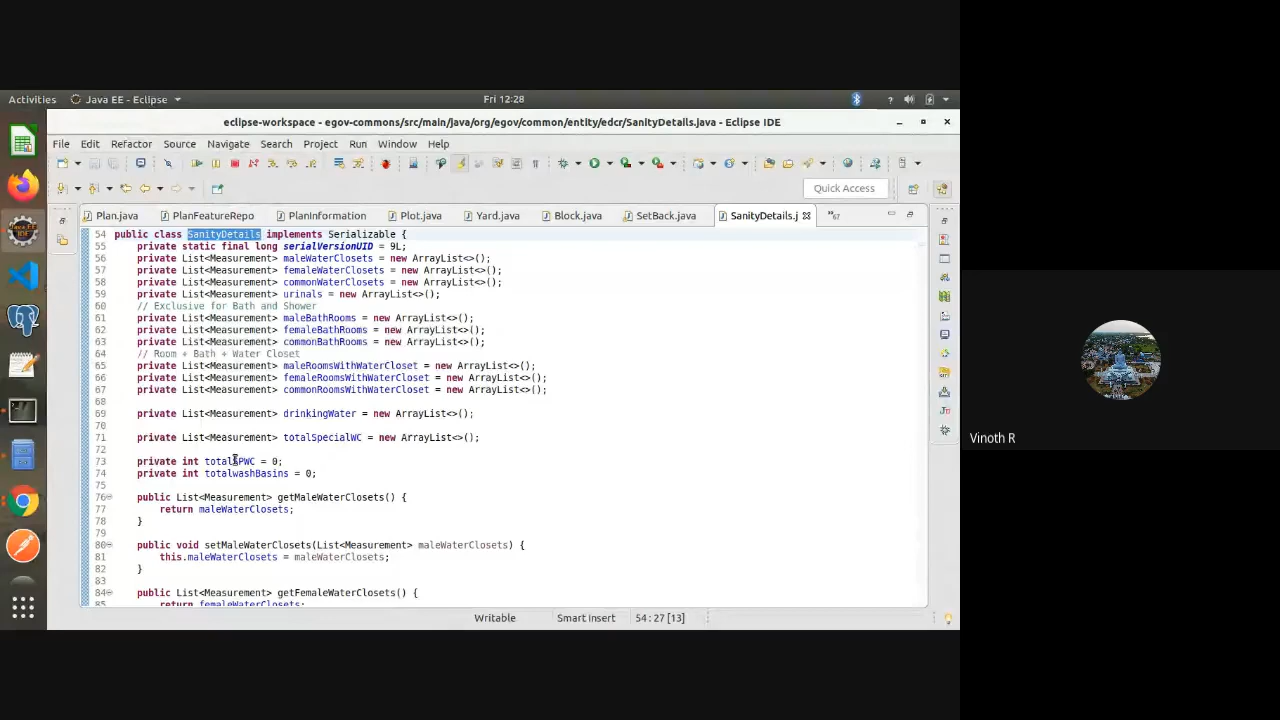 Activities
Java EE - Eclipse
Fri 12:28
eclipse-workspace - egov-commons/src/main/java/org/egov/common/entity/edcr/SanityDetails.java - Eclipse IDE
File Edit Refactor Source Navigate Search Project Run Window Help
Quick Access
Plan.java PlanFeatureRepo PlanInformation Plot.java Yard.java Block.java SetBack.java SanityDetails.j »67
54 public class SanityDetails implements Serializable {
55 private static final long serialVersionUID = 9L;
56 private List<Measurement> maleWaterClosets = new ArrayList<>();
57 private List<Measurement> femaleWaterClosets = new ArrayList<>();
58 private List<Measurement> commonWaterClosets = new ArrayList<>();
59 private List<Measurement> urinals = new ArrayList<>();
60 // Exclusive for Bath and Shower
61 private List<Measurement> maleBathRooms = new ArrayList<>();
62 private List<Measurement> femaleBathRooms = new ArrayList<>();
63 private List<Measurement> commonBathRooms = new ArrayList<>();
64 // Room + Bath + Water Closet
65 private List<Measurement> maleRoomsWithWaterCloset = new ArrayList<>();
66 private List<Measurement> femaleRoomsWithWaterCloset = new ArrayList<>();
67 private List<Measurement> commonRoomsWithWaterCloset = new ArrayList<>();
68
69 private List<Measurement> drinkingWater = new ArrayList<>();
70
71 private List<Measurement> totalSpecialWC = new ArrayList<>();
72
73 private int totalSPWC = 0;
74 private int totalwashBasins = 0;
75
76 public List<Measurement> getMaleWaterClosets() {
77 return maleWaterClosets;
78 }
79
80 public void setMaleWaterClosets(List<Measurement> maleWaterClosets) {
81 this.maleWaterClosets = maleWaterClosets;
82 }
83
84 public List<Measurement> getFemaleWaterClosets() {
85 return femaleWaterClosets;
Writable Smart Insert 54 : 27 [13]
Vinoth R